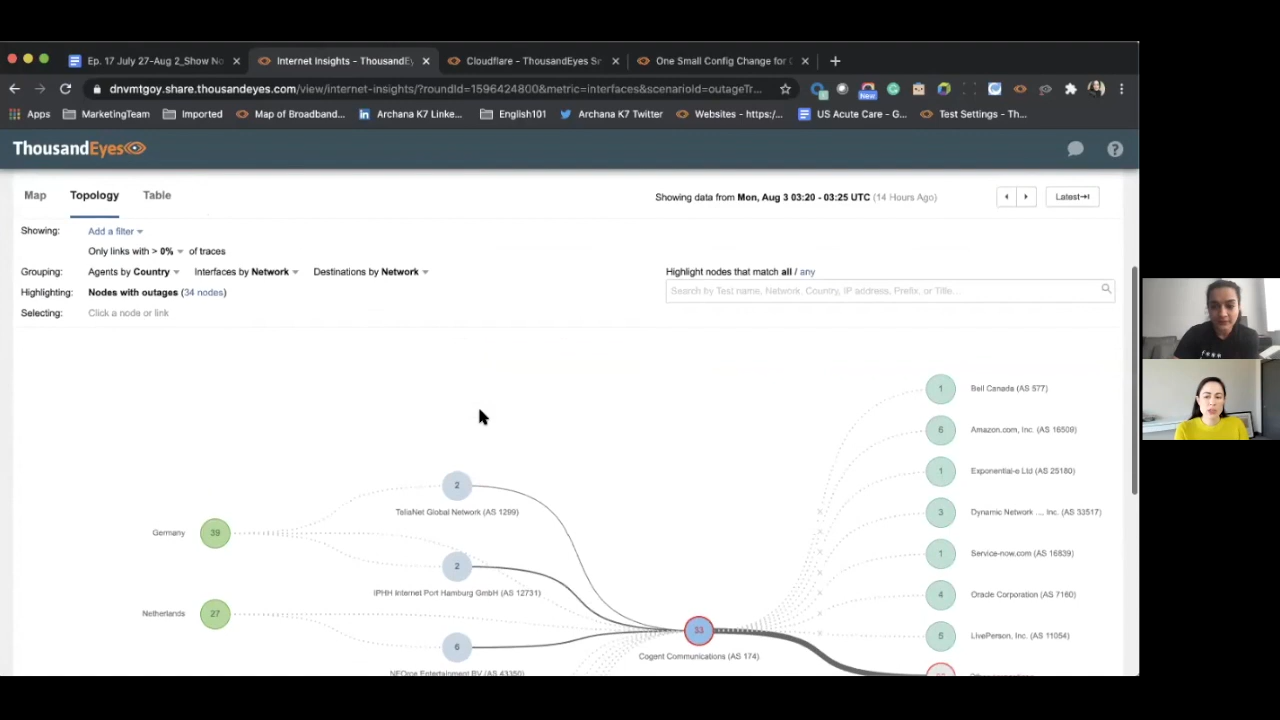 Ep. 17 July 27-Aug 2_Show No
Internet Insights - ThousandEy
Cloudflare - ThousandEyes Sn
One Small Config Change for C
dnvmtgoy.share.thousandeyes.com/view/internet-insights/?roundId=1596424800&metric=interfaces&scenarioId=outageTr...
New
Apps
MarketingTeam
Imported
Map of Broadband...
Archana K7 Linke...
English101
Archana K7 Twitter
Websites - https:/...
US Acute Care - G...
Test Settings - Th...
ThousandEyes
Map
Topology
Table
Showing data from Mon, Aug 3 03:20 - 03:25 UTC (14 Hours Ago)
Latest
Showing:
Add a filter
Only links with > 0% of traces
Grouping:
Agents by Country
Interfaces by Network
Destinations by Network
Highlight nodes that match all / any
Highlighting:
Nodes with outages (34 nodes)
Search by Test name, Network, Country, IP address, Prefix, or Title...
Selecting:
Click a node or link
1
Bell Canada (AS 577)
6
Amazon.com, Inc. (AS 16509)
1
Exponential-e Ltd (AS 25180)
2
TeliaNet Global Network (AS 1299)
3
Dynamic Network ... Inc. (AS 33517)
Germany
39
1
Service-now.com (AS 16839)
2
IPHH Internet Port Hamburg GmbH (AS 12731)
4
Oracle Corporation (AS 7160)
Netherlands
27
33
Cogent Communications (AS 174)
5
LivePerson, Inc. (AS 11054)
6
NForce Entertainment BV (AS 43350)